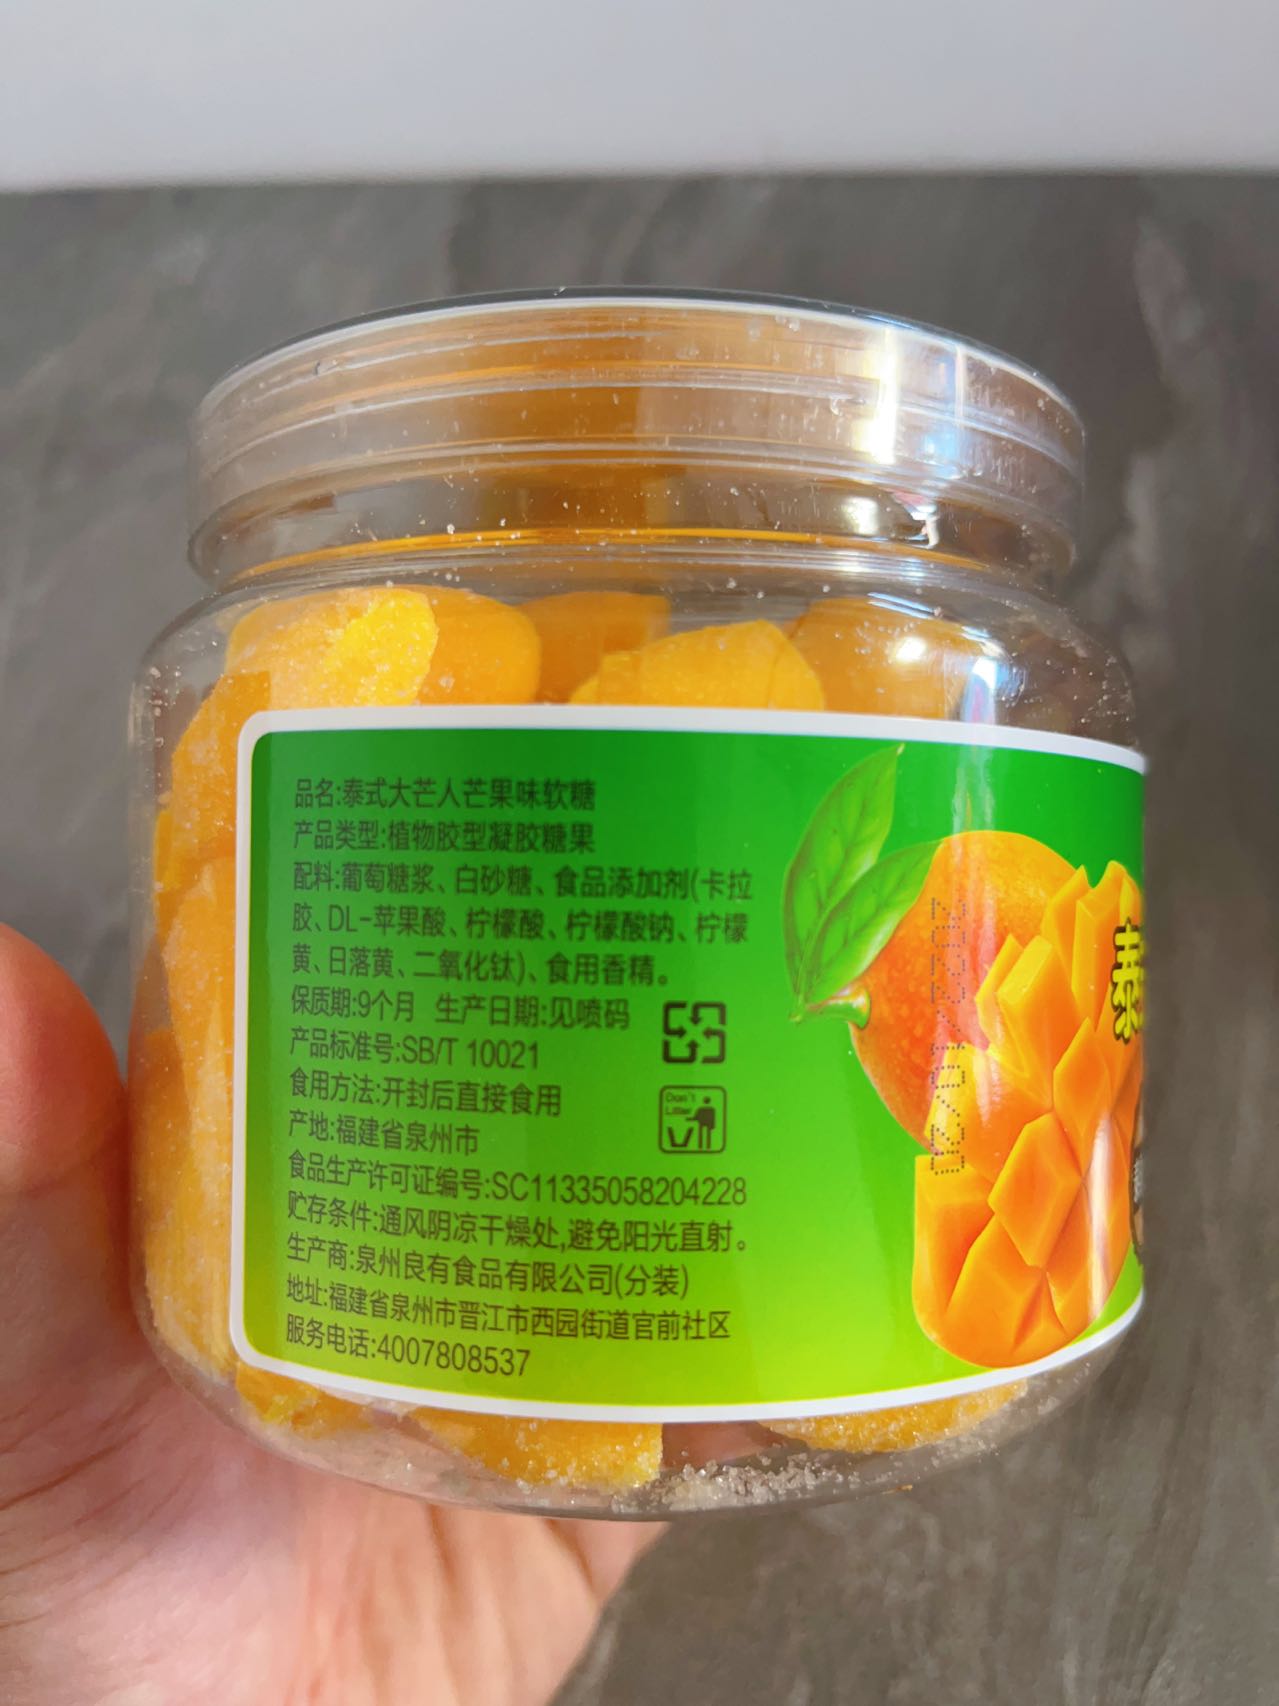 品名:泰式大芒人芒果味软糖
产品类型:植物胶型凝胶糖果
配料:葡萄糖浆、白砂糖、食品添加剂(卡拉
胶、DL-苹果酸、柠檬酸、柠檬酸钠、柠檬
黄、日落黄、二氧化钛)、食用香精。
保质期:9个月 生产日期:见喷码
产品标准号:SB/T 10021
食用方法:开封后直接食用
产地:福建省泉州市
食品生产许可证编号:SC11335058204228
贮存条件:通风阴凉干燥处,避免阳光直射。
生产商:泉州良有食品有限公司(分装)
地址:福建省泉州市晋江市西园街道官前社区
服务电话:4007808537
Don't
Litter
泰